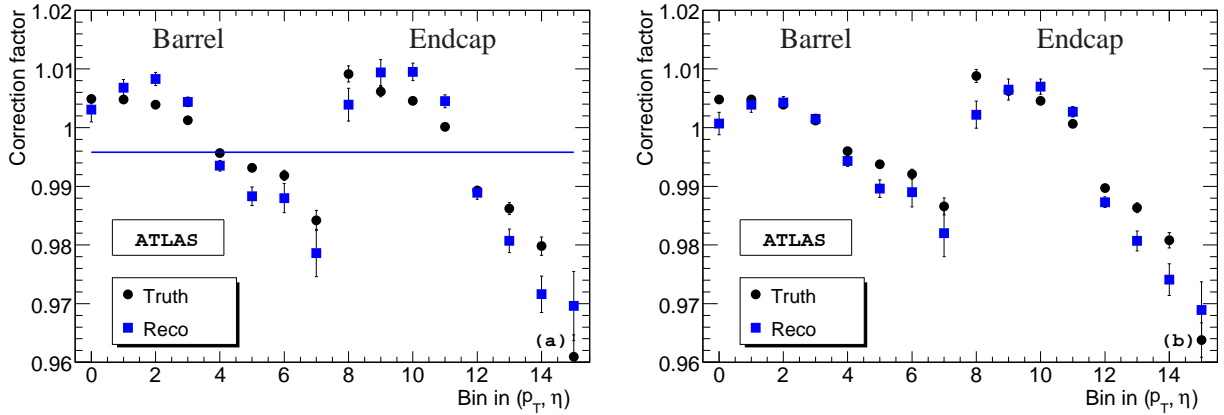 Correction factor
1.02
1.01
1
0.99
0.98
0.97
0.96
Barrel
Endcap
ATLAS
Truth
Reco
(a)
0 2 4 6 8 10 12 14
Bin in (p_T, η)
Correction factor
1.02
1.01
1
0.99
0.98
0.97
0.96
Barrel
Endcap
ATLAS
Truth
Reco
(b)
0 2 4 6 8 10 12 14
Bin in (p_T, η)